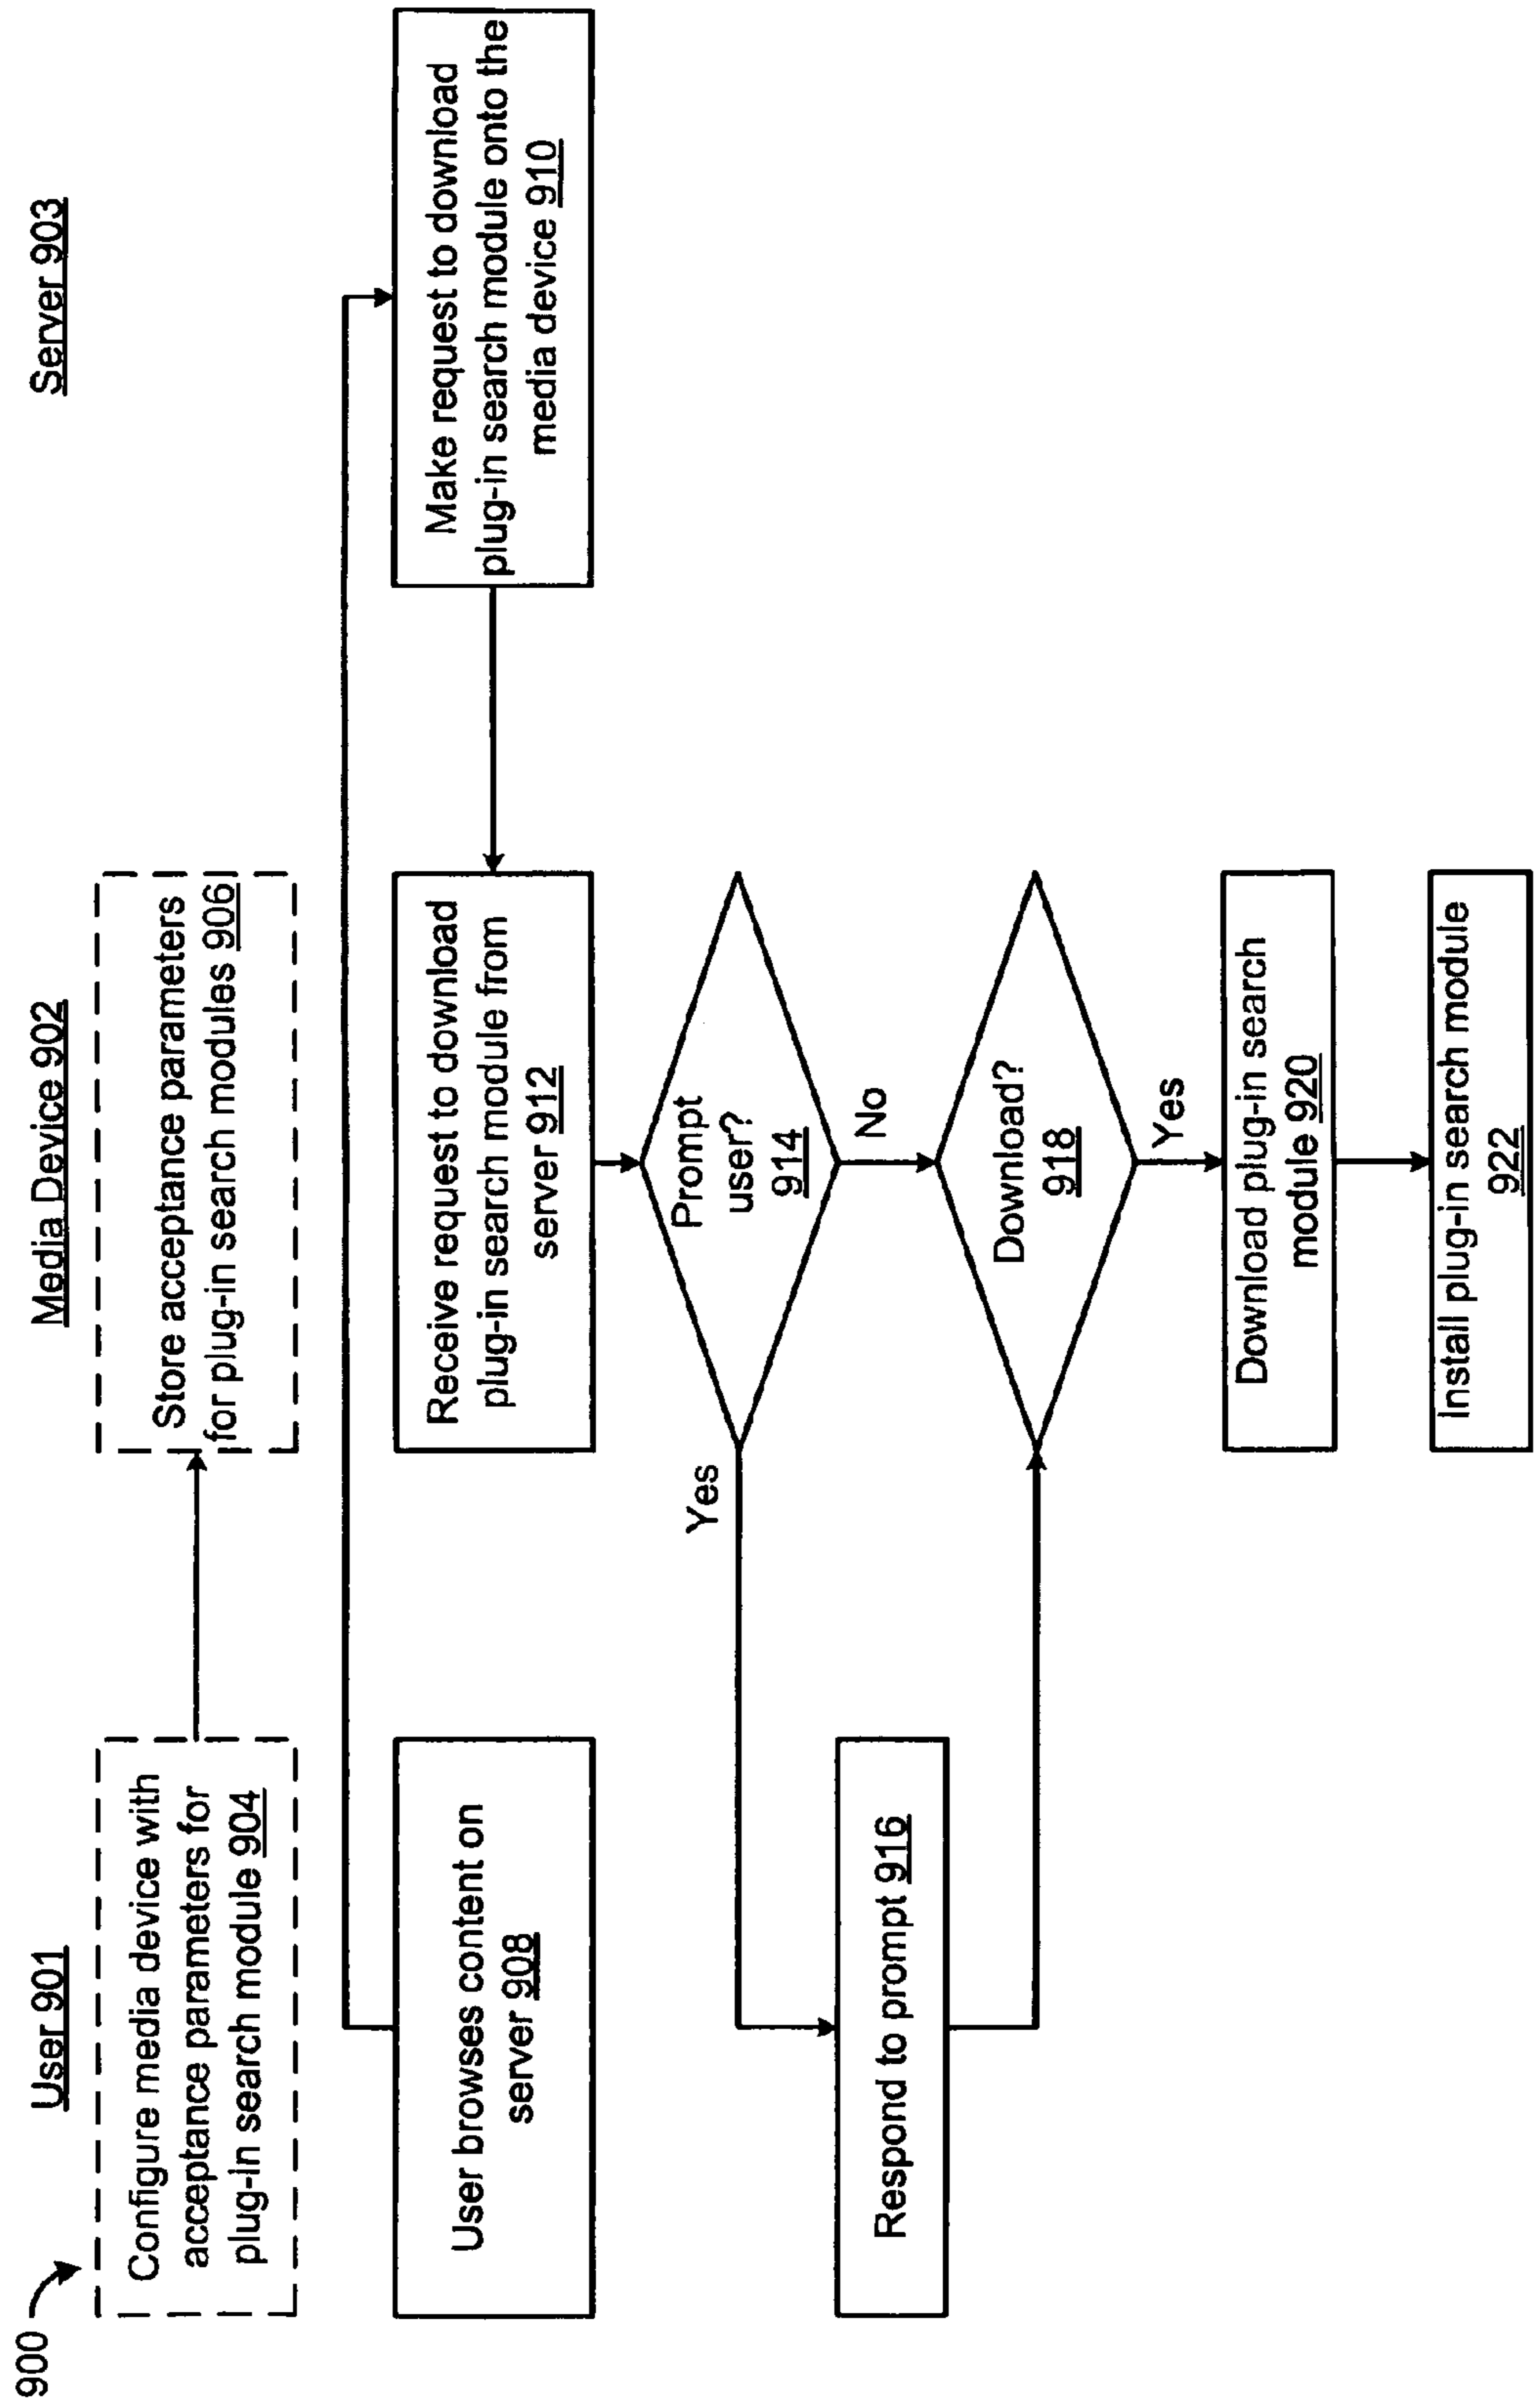 900
User 901
Media Device 902
Server 903
Configure media device with
acceptance parameters for
plug-in search module 904
Store acceptance parameters
for plug-in search modules 906
User browses content on
server 908
Receive request to download
plug-in search module from
server 912
Make request to download
plug-in search module onto the
media device 910
Prompt
user?
914
Yes
No
Respond to prompt 916
Download?
918
Yes
Download plug-in search
module 920
Install plug-in search module
922